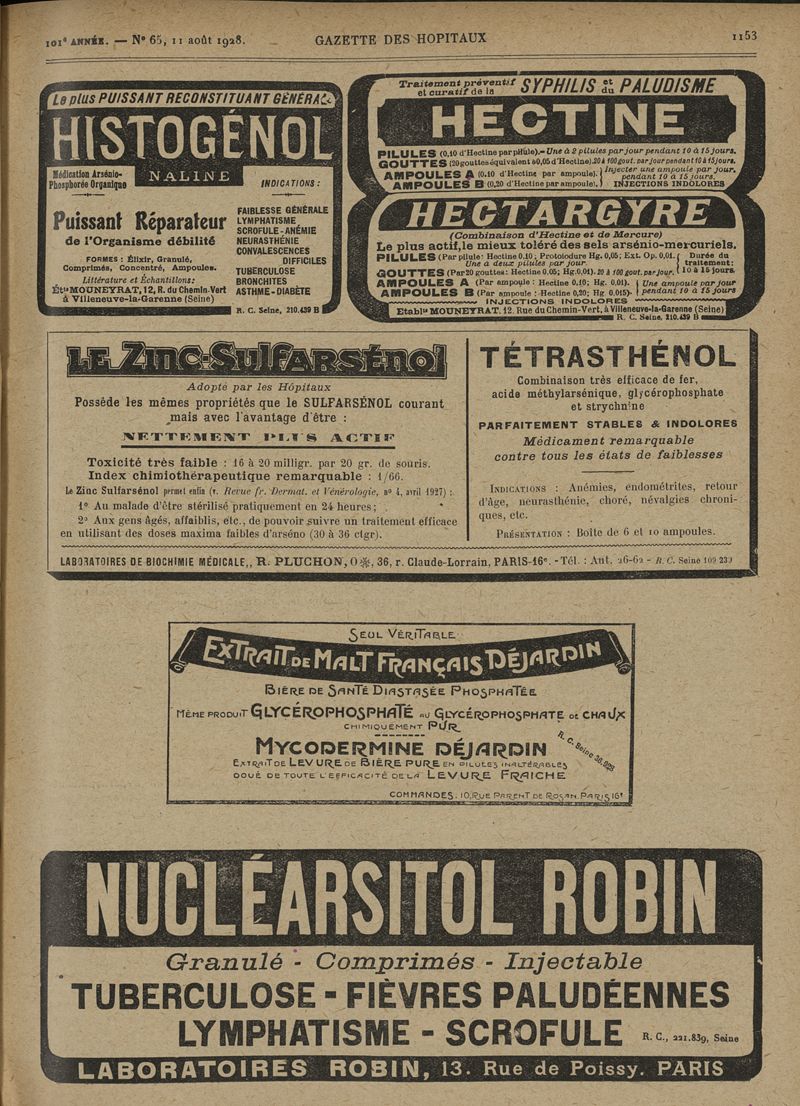 101e ANNÉE. — N° 65, 11 août 1928.
GAZETTE DES HOPITAUX
1153
Le plus PUISSANT RECONSTITUANT GÉNÉRAL
HISTOGÉNOL
NALINE
Médication Arsénio-
Phosphorée Organique
Puissant Réparateur
de l'Organisme débilité
FORMES : Élixir, Granulé,
Comprimés, Concentré, Ampoules.
Littérature et Échantillons:
Éts MOUNEYRAT, 12, R. du Chemin-Vert
à Villeneuve-la-Garenne (Seine)
INDICATIONS :
FAIBLESSE GÉNÉRALE
LYMPHATISME
SCROFULE - ANÉMIE
NEURASTHÉNIE
CONVALESCENCES
DIFFICILES
TUBERCULOSE
BRONCHITES
ASTHME - DIABÈTE
R. C. Seine, 210.439 B
Traitement préventif et curatif de la SYPHILIS et du PALUDISME
HECTINE
PILULES (0,10 d'Hectine par pilule).- Une à 2 pilules par jour pendant 10 à 15 jours.
GOUTTES (20 gouttes équivalent à 0,05 d'Hectine). 20 à 100 gout. par jour pendant 10 à 15 jours.
AMPOULES A (0.10 d'Hectine par ampoule). Injecter une ampoule par jour.
AMPOULES B (0,20 d'Hectine par ampoule). pendant 10 à 15 jours.
INJECTIONS INDOLORES
HECTARGYRE
(Combinaison d'Hectine et de Mercure)
Le plus actif, le mieux toléré des sels arsénio-mercuriels.
PILULES (Par pilule: Hectine 0.10; Protoiodure Hg. 0,05; Ext. Op. 0,01.
Une à deux pilules par jour.
GOUTTES (Par 20 gouttes: Hectine 0,05; Hg. 0,01). 20 à 100 gout. par jour.
Durée du
traitement:
10 à 15 jours
AMPOULES A (Par ampoule : Hectine 0.10; Hg. 0.01). Une ampoule par jour
AMPOULES B (Par ampoule : Hectine 0.20; Hg. 0.015). pendant 10 à 15 jours
INJECTIONS INDOLORES
Etabts MOUNEYRAT, 12, Rue du Chemin-Vert, à Villeneuve-la-Garenne (Seine)
R. C. Seine, 210.439 B
LE ZINC-SULFARSÉNOL
Adopté par les Hôpitaux
Possède les mêmes propriétés que le SULFARSÉNOL courant
mais avec l'avantage d'être :
NETTEMENT PLUS ACTIF
Toxicité très faible : 16 à 20 milligr. par 20 gr. de souris.
Index chimiothérapeutique remarquable : 1/66.
Le Zinc Sulfarsénol permet enfin (v. Revue fr. Dermat. et Vénérologie, n° 4, avril 1927) :
1° Au malade d'être stérilisé pratiquement en 24 heures;
2° Aux gens âgés, affaiblis, etc., de pouvoir suivre un traitement efficace
en utilisant des doses maxima faibles d'arséno (30 à 36 ctgr).
TÉTRASTHÉNOL
Combinaison très efficace de fer,
acide méthylarsénique, glycérophosphate
et strychnine
PARFAITEMENT STABLES & INDOLORES
Médicament remarquable
contre tous les états de faiblesses
INDICATIONS : Anémies, endométrites, retour
d'âge, neurasthénie, choré, névalgies chroni-
ques, etc.
PRÉSENTATION : Boîte de 6 et 10 ampoules.
LABORATOIRES DE BIOCHIMIE MÉDICALE, R. PLUCHON, O✻, 36, r. Claude-Lorrain, PARIS-16e. - Tél. : Aut. 26-62 - R. C. Seine 109 239
SEUL VÉRITABLE
EXTRAIT DE MALT FRANÇAIS DÉJARDIN
BIÈRE DE SANTÉ DIASTASÉE PHOSPHATÉE
MÊME PRODUIT GLYCÉROPHOSPHATÉ AU GLYCÉROPHOSPHATE DE CHAUX
CHIMIQUEMENT PUR
MYCODERMINE DÉJARDIN
R. C. Seine 30.998
EXTRAIT DE LEVURE DE BIÈRE PURE EN PILULES INALTÉRABLES
DOUÉ DE TOUTE L'EFFICACITÉ DE LA LEVURE FRAICHE
COMMANDES. 10, RUE PARENT DE ROSAN. PARIS 16e
NUCLÉARSITOL ROBIN
Granulé - Comprimés - Injectable
TUBERCULOSE - FIÈVRES PALUDÉENNES
LYMPHATISME - SCROFULE
R. C., 221.839, Seine
LABORATOIRES ROBIN, 13. Rue de Poissy. PARIS